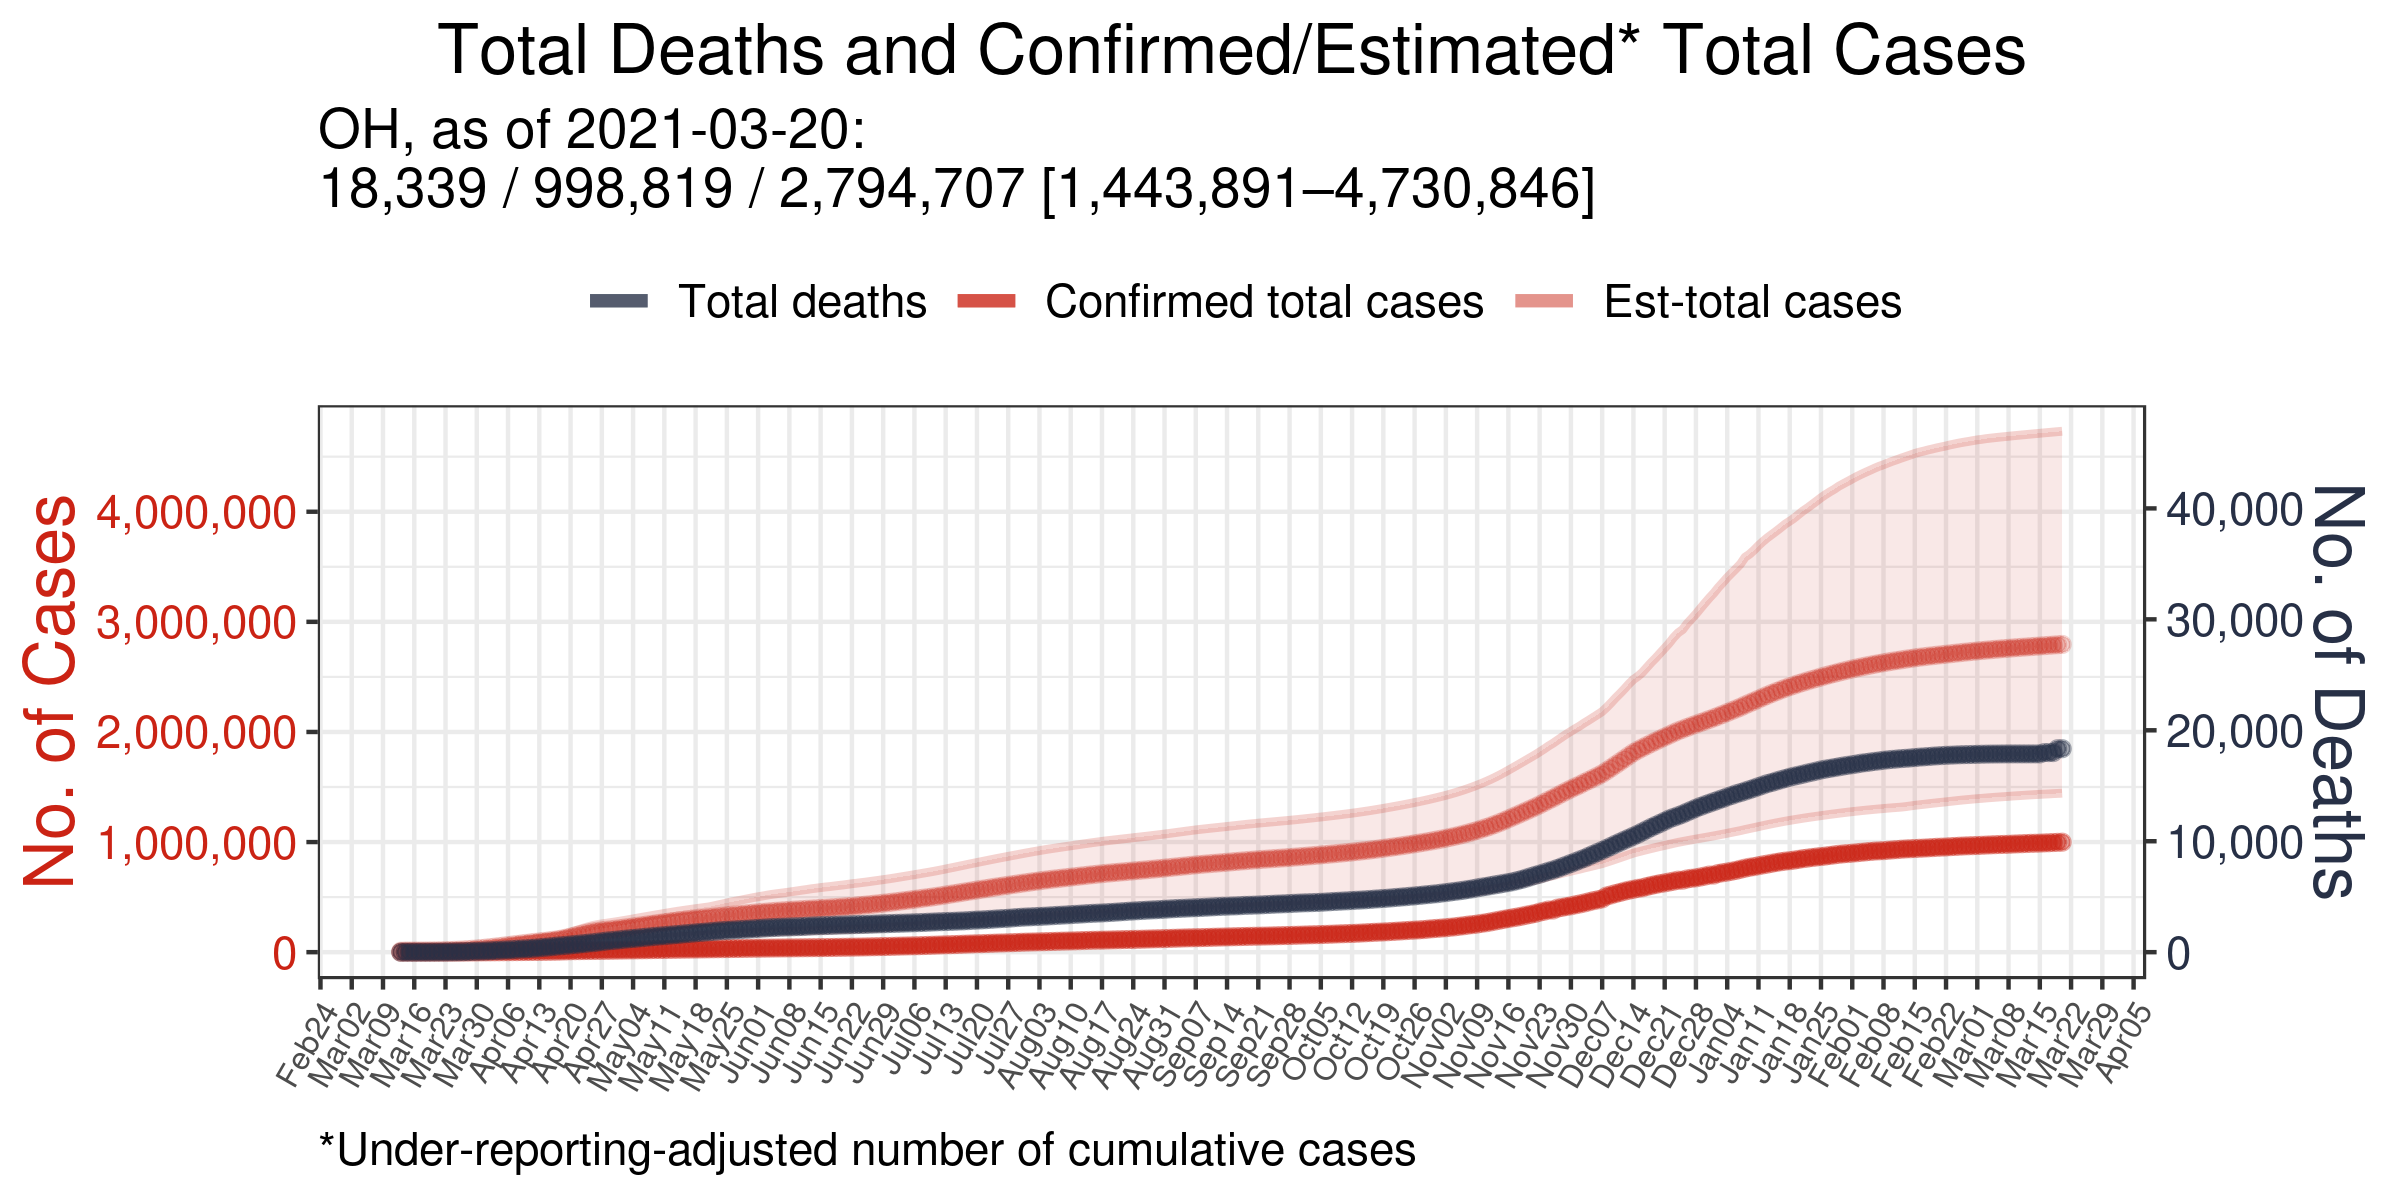 Total Deaths and Confirmed/Estimated* Total Cases
OH, as of 2021-03-20:
18,339 / 998,819 / 2,794,707 [1,443,891–4,730,846]
Total deaths
Confirmed total cases
Est-total cases
No. of Cases
4,000,000
3,000,000
2,000,000
1,000,000
0
40,000
30,000
20,000
10,000
0
No. of Deaths
Feb24
Mar02
Mar09
Mar16
Mar23
Mar30
Apr06
Apr13
Apr20
Apr27
May04
May11
May18
May25
Jun01
Jun08
Jun15
Jun22
Jun29
Jul06
Jul13
Jul20
Jul27
Aug03
Aug10
Aug17
Aug24
Aug31
Sep07
Sep14
Sep21
Sep28
Oct05
Oct12
Oct19
Oct26
Nov02
Nov09
Nov16
Nov23
Nov30
Dec07
Dec14
Dec21
Dec28
Jan04
Jan11
Jan18
Jan25
Feb01
Feb08
Feb15
Feb22
Mar01
Mar08
Mar15
Mar22
Mar29
Apr05
*Under-reporting-adjusted number of cumulative cases